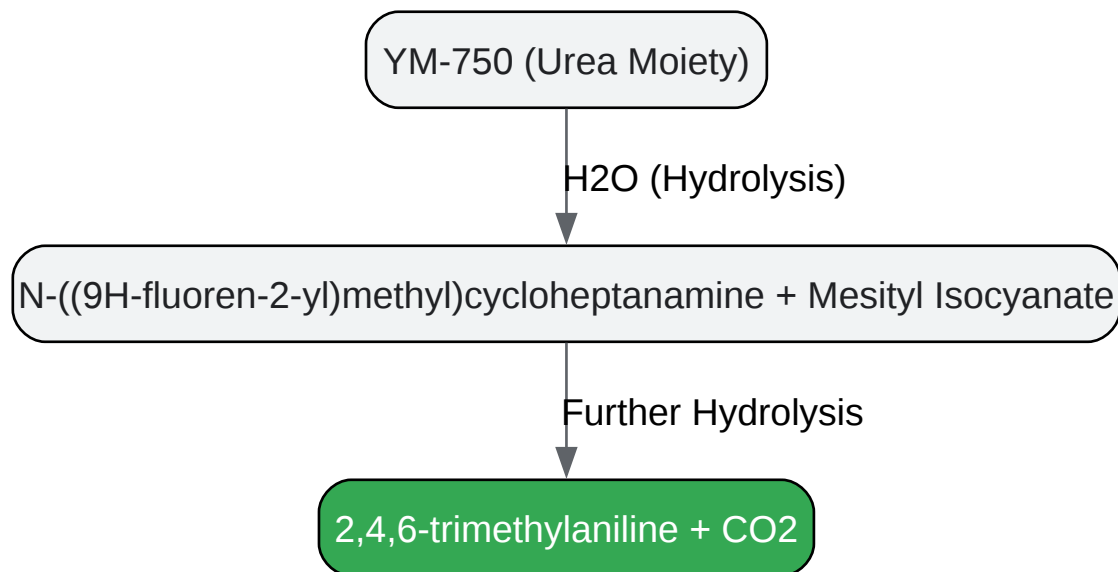 YM-750 (Urea Moiety)
H2O (Hydrolysis)
N-((9H-fluoren-2-yl)methyl)cycloheptanamine + Mesityl Isocyanate
Further Hydrolysis
2,4,6-trimethylaniline + CO2